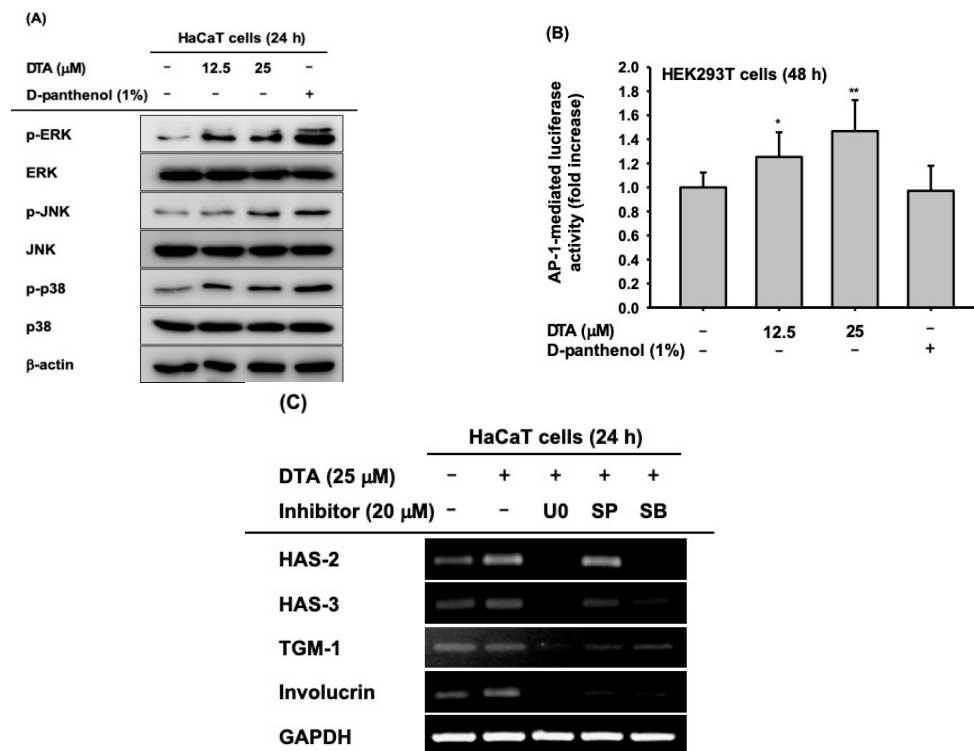 (A)
HaCaT cells (24 h)
DTA (μM) – 12.5 25 –
D-panthenol (1%) – – – +
p-ERK
ERK
p-JNK
JNK
p-p38
p38
β-actin
(B)
HEK293T cells (48 h)
AP-1-mediated luciferase
activity (fold increase)
2.0
1.8
1.6
1.4
1.2
1.0
0.8
0.6
0.4
0.2
0.0
*
**
DTA (μM) – 12.5 25 –
D-panthenol (1%) – – – +
(C)
HaCaT cells (24 h)
DTA (25 μM) – + + + +
Inhibitor (20 μM) – – U0 SP SB
HAS-2
HAS-3
TGM-1
Involucrin
GAPDH